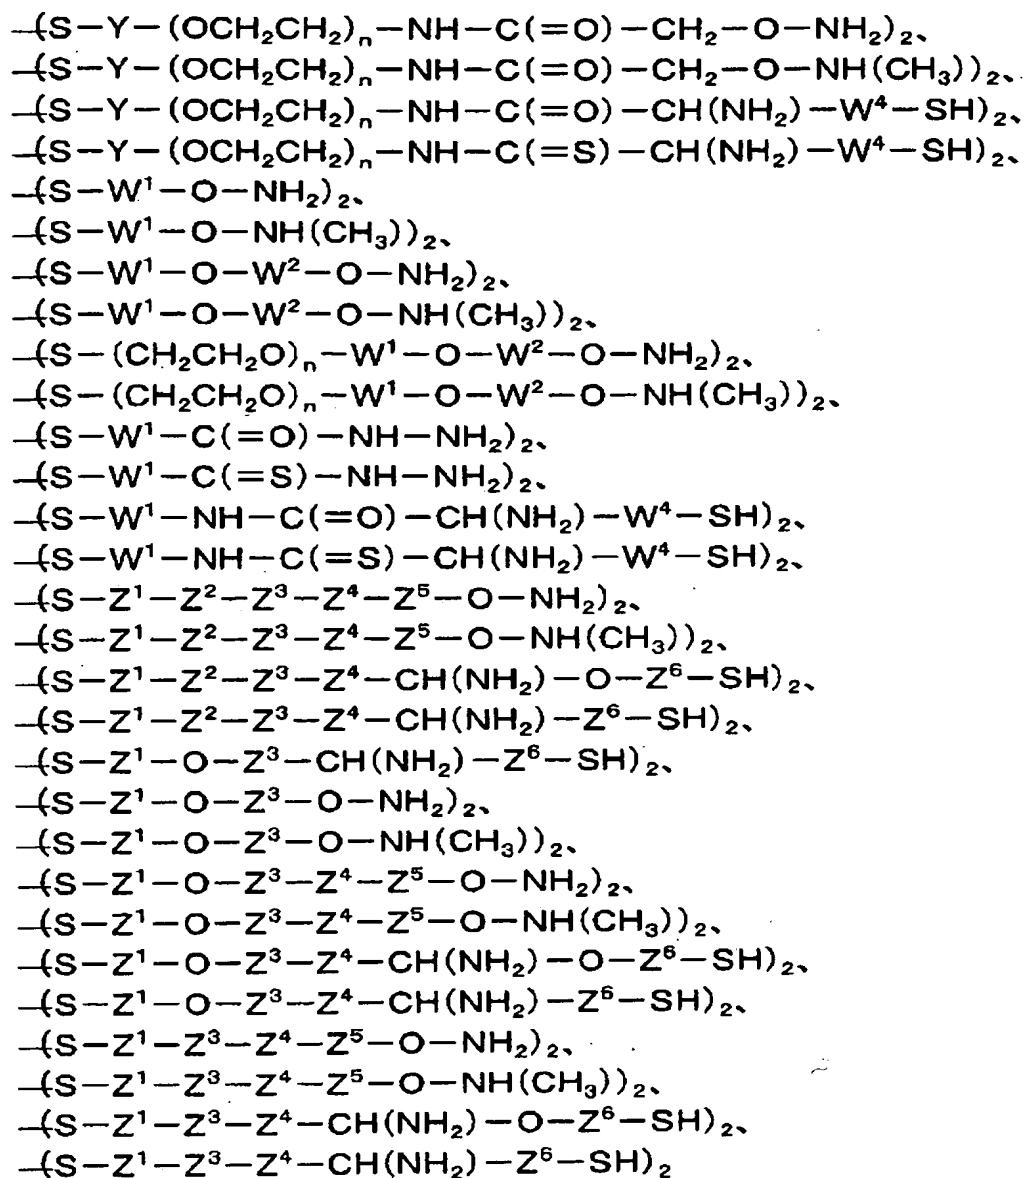 —(S−Y−(OCH₂CH₂)ₙ−NH−C(=O)−CH₂−O−NH₂)₂、
—(S−Y−(OCH₂CH₂)ₙ−NH−C(=O)−CH₂−O−NH(CH₃))₂、
—(S−Y−(OCH₂CH₂)ₙ−NH−C(=O)−CH(NH₂)−W⁴−SH)₂、
—(S−Y−(OCH₂CH₂)ₙ−NH−C(=S)−CH(NH₂)−W⁴−SH)₂、
—(S−W¹−O−NH₂)₂、
—(S−W¹−O−NH(CH₃))₂、
—(S−W¹−O−W²−O−NH₂)₂、
—(S−W¹−O−W²−O−NH(CH₃))₂、
—(S−(CH₂CH₂O)ₙ−W¹−O−W²−O−NH₂)₂、
—(S−(CH₂CH₂O)ₙ−W¹−O−W²−O−NH(CH₃))₂、
—(S−W¹−C(=O)−NH−NH₂)₂、
—(S−W¹−C(=S)−NH−NH₂)₂、
—(S−W¹−NH−C(=O)−CH(NH₂)−W⁴−SH)₂、
—(S−W¹−NH−C(=S)−CH(NH₂)−W⁴−SH)₂、
—(S−Z¹−Z²−Z³−Z⁴−Z⁵−O−NH₂)₂、
—(S−Z¹−Z²−Z³−Z⁴−Z⁵−O−NH(CH₃))₂、
—(S−Z¹−Z²−Z³−Z⁴−CH(NH₂)−O−Z⁶−SH)₂、
—(S−Z¹−Z²−Z³−Z⁴−CH(NH₂)−Z⁶−SH)₂、
—(S−Z¹−O−Z³−CH(NH₂)−Z⁶−SH)₂、
—(S−Z¹−O−Z³−O−NH₂)₂、
—(S−Z¹−O−Z³−O−NH(CH₃))₂、
—(S−Z¹−O−Z³−Z⁴−Z⁵−O−NH₂)₂、
—(S−Z¹−O−Z³−Z⁴−Z⁵−O−NH(CH₃))₂、
—(S−Z¹−O−Z³−Z⁴−CH(NH₂)−O−Z⁶−SH)₂、
—(S−Z¹−O−Z³−Z⁴−CH(NH₂)−Z⁶−SH)₂、
—(S−Z¹−Z³−Z⁴−Z⁵−O−NH₂)₂、
—(S−Z¹−Z³−Z⁴−Z⁵−O−NH(CH₃))₂、
—(S−Z¹−Z³−Z⁴−CH(NH₂)−O−Z⁶−SH)₂、
—(S−Z¹−Z³−Z⁴−CH(NH₂)−Z⁶−SH)₂